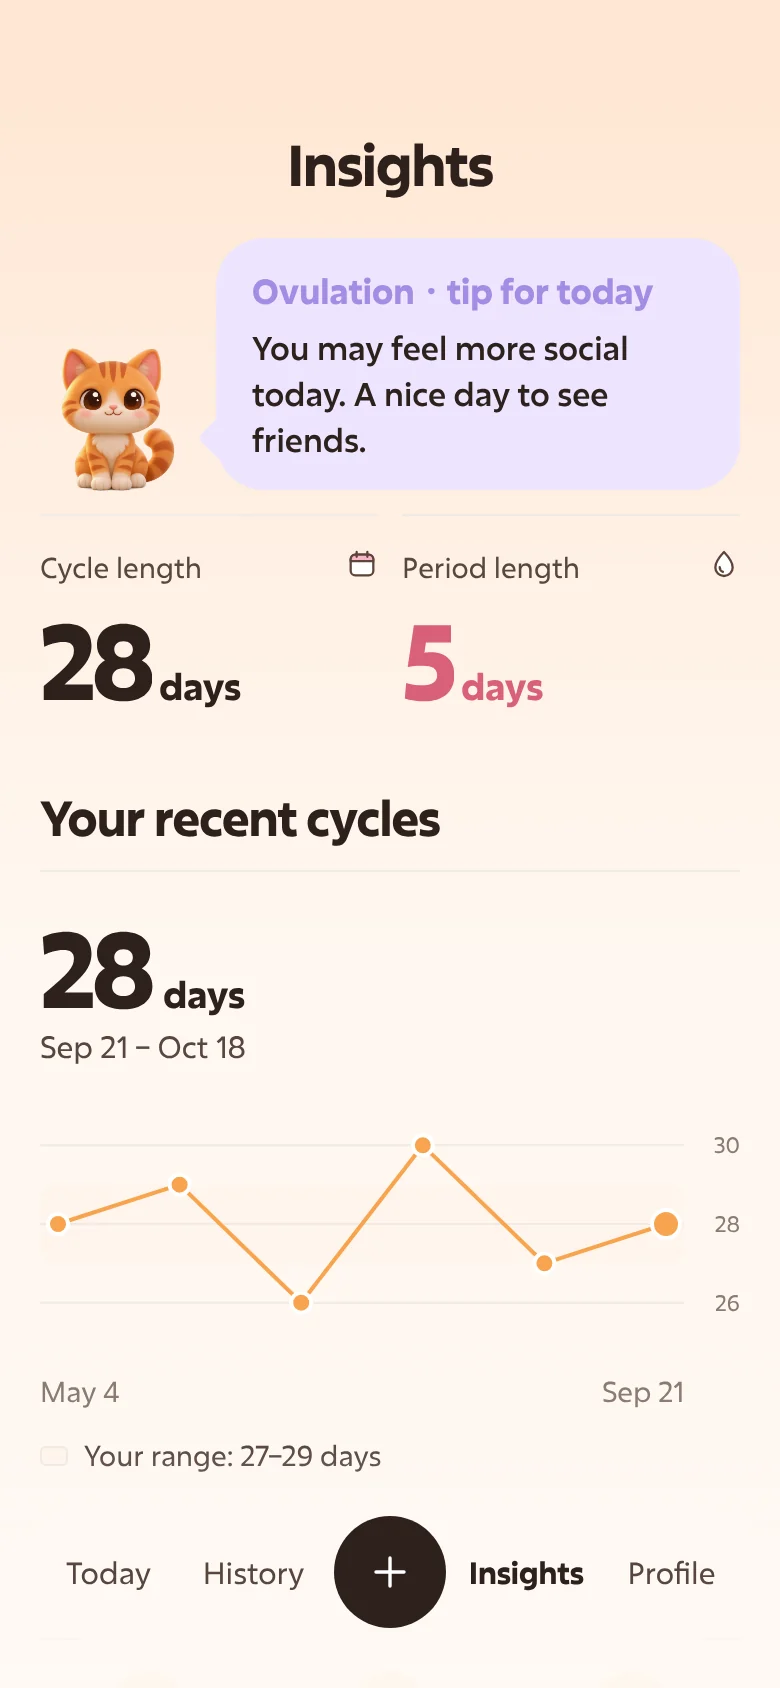 Insights
Ovulation · tip for today
You may feel more social
today. A nice day to see
friends.
Cycle length
28 days
Period length
5 days
Your recent cycles
28 days
Sep 21 – Oct 18
30
28
26
May 4
Sep 21
Your range: 27–29 days
Today
History
Insights
Profile